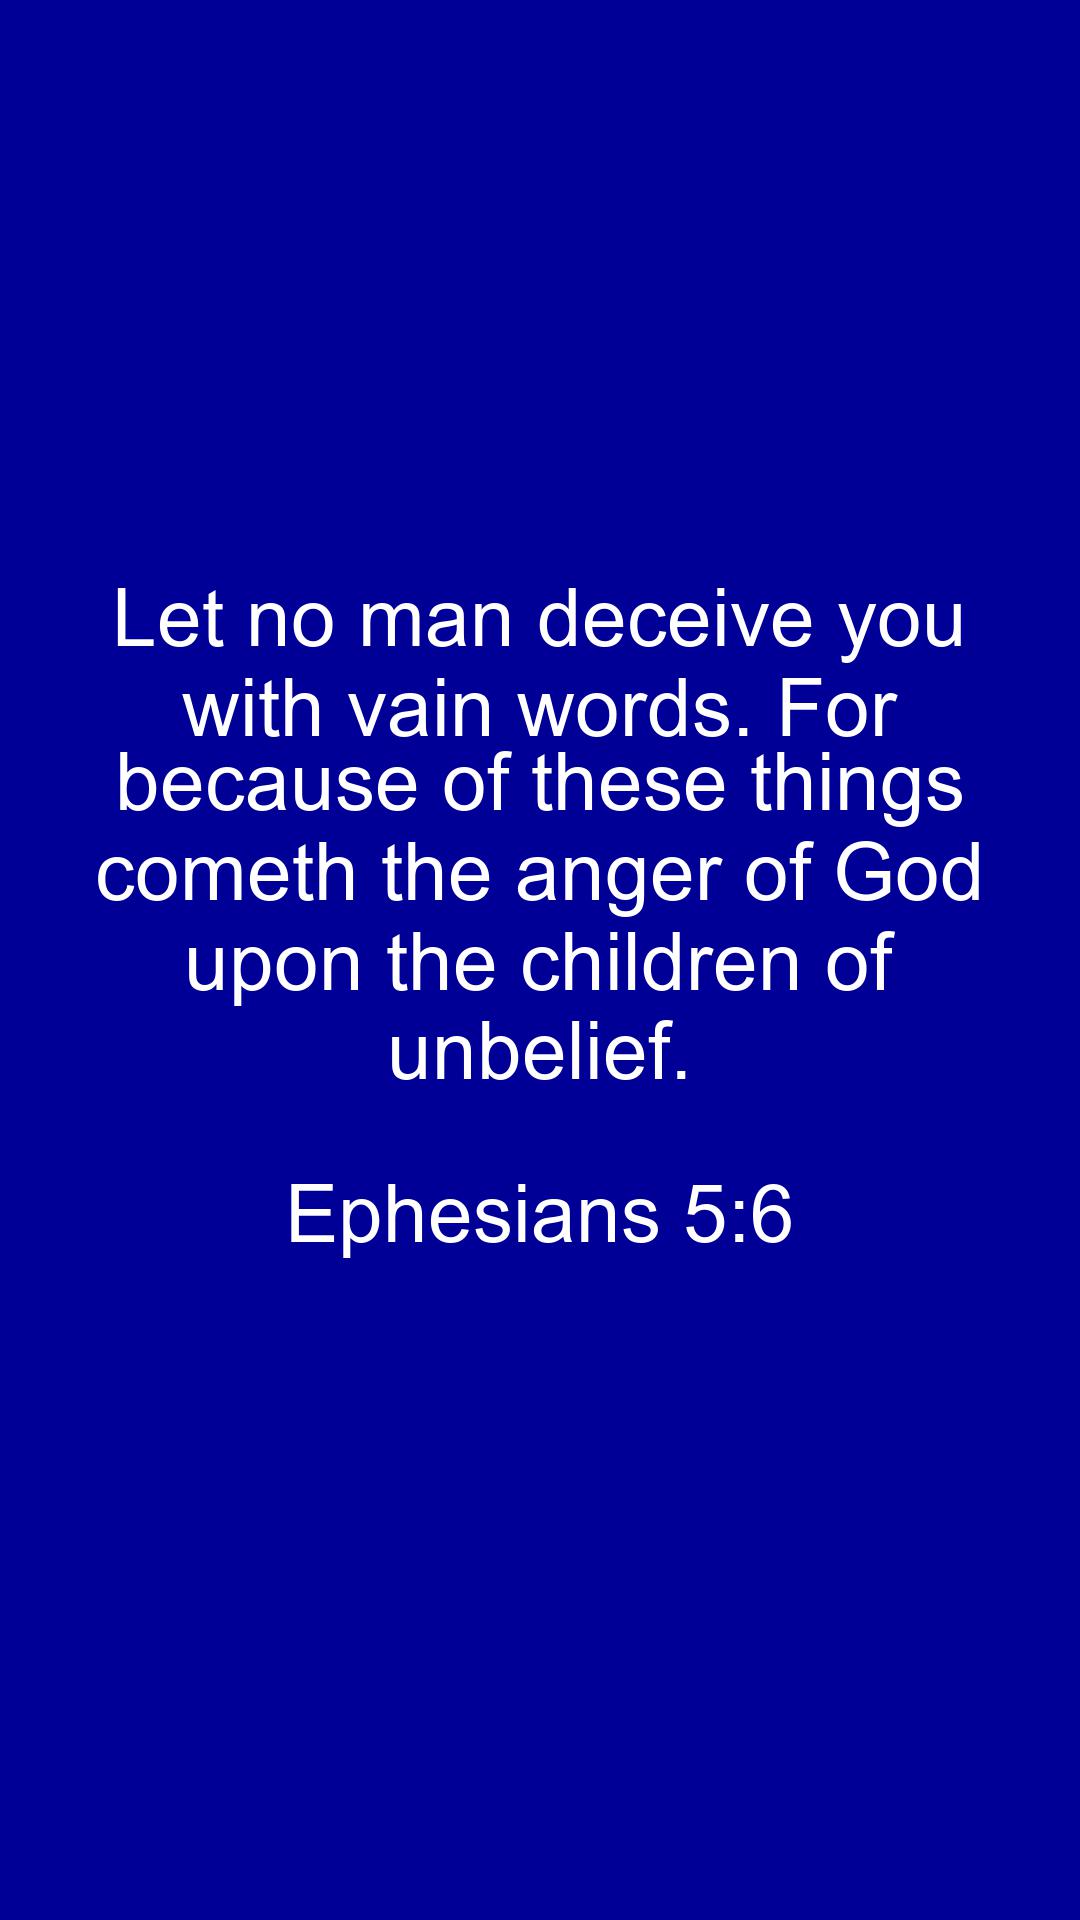 Let no man deceive you
with vain words. For
because of these things
cometh the anger of God
upon the children of
unbelief.
Ephesians 5:6